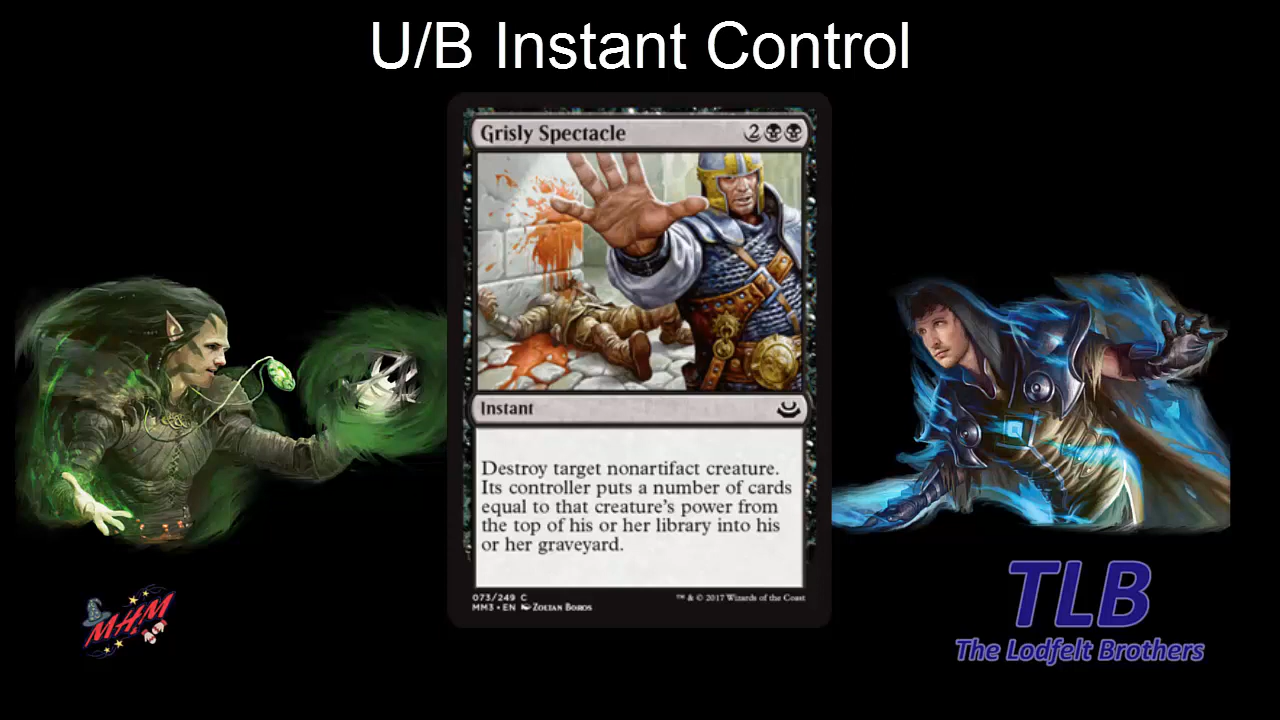 U/B Instant Control
Grisly Spectacle 2
Instant
Destroy target nonartifact creature.
Its controller puts a number of cards
equal to that creature's power from
the top of his or her library into his
or her graveyard.
073/249 C
MM3 • EN Zoltan Boros
™ & © 2017 Wizards of the Coast
MHM
TLB
The Lodfelt Brothers